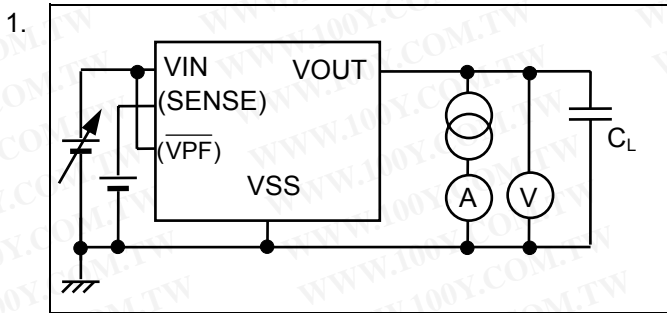 1.
VIN VOUT
(SENSE)
(VPF)
VSS
A V
CL
WWW.100Y.COM.TW